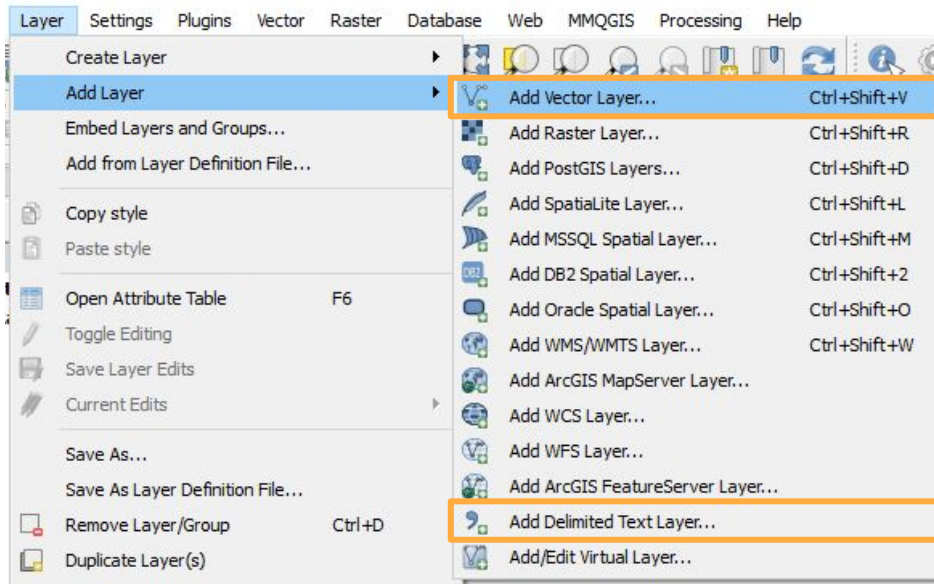 Layer Settings Plugins Vector Raster Database Web MMQGIS Processing Help
Create Layer
Add Layer
Embed Layers and Groups...
Add from Layer Definition File...
Copy style
Paste style
Open Attribute Table F6
Toggle Editing
Save Layer Edits
Current Edits
Save As...
Save As Layer Definition File...
Remove Layer/Group Ctrl+D
Duplicate Layer(s)
Add Vector Layer... Ctrl+Shift+V
Add Raster Layer... Ctrl+Shift+R
Add PostGIS Layers... Ctrl+Shift+D
Add SpatiaLite Layer... Ctrl+Shift+L
Add MSSQL Spatial Layer... Ctrl+Shift+M
DB2 Add DB2 Spatial Layer... Ctrl+Shift+2
Add Oracle Spatial Layer... Ctrl+Shift+O
Add WMS/WMTS Layer... Ctrl+Shift+W
Add ArcGIS MapServer Layer...
Add WCS Layer...
Add WFS Layer...
Add ArcGIS FeatureServer Layer...
Add Delimited Text Layer...
Add/Edit Virtual Layer...